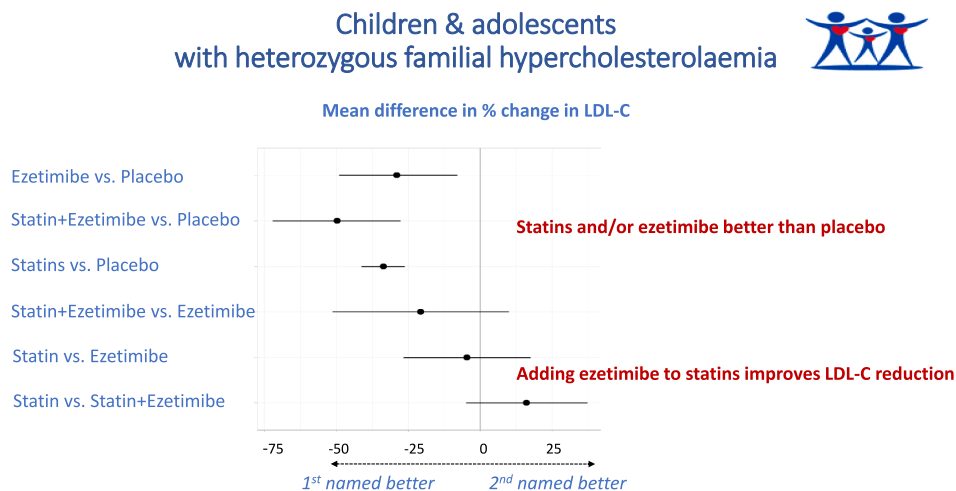 Children & adolescents
with heterozygous familial hypercholesterolaemia
Mean difference in % change in LDL-C
Ezetimibe vs. Placebo
Statin+Ezetimibe vs. Placebo
Statins and/or ezetimibe better than placebo
Statins vs. Placebo
Statin+Ezetimibe vs. Ezetimibe
Statin vs. Ezetimibe
Adding ezetimibe to statins improves LDL-C reduction
Statin vs. Statin+Ezetimibe
-75 -50 -25 0 25
1st named better 2nd named better